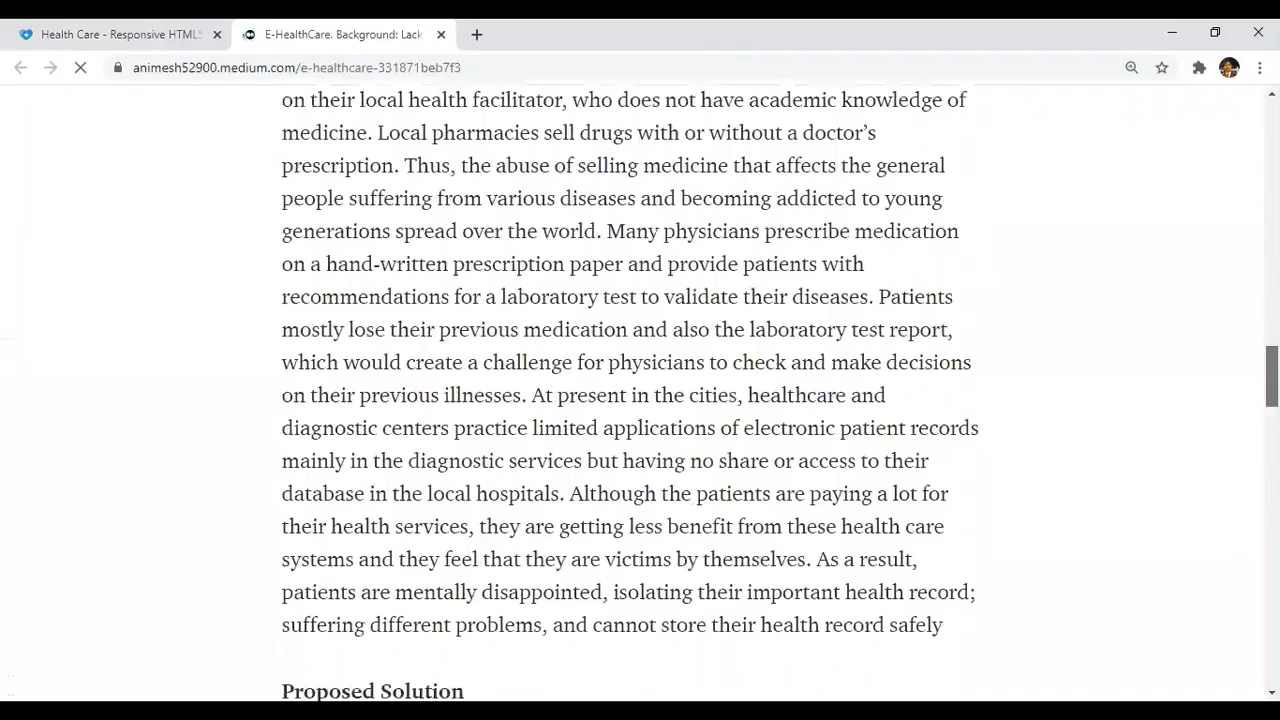 Health Care - Responsive HTML5
E-HealthCare. Background: Lack
animesh52900.medium.com/e-healthcare-331871beb7f3
on their local health facilitator, who does not have academic knowledge of
medicine. Local pharmacies sell drugs with or without a doctor’s
prescription. Thus, the abuse of selling medicine that affects the general
people suffering from various diseases and becoming addicted to young
generations spread over the world. Many physicians prescribe medication
on a hand-written prescription paper and provide patients with
recommendations for a laboratory test to validate their diseases. Patients
mostly lose their previous medication and also the laboratory test report,
which would create a challenge for physicians to check and make decisions
on their previous illnesses. At present in the cities, healthcare and
diagnostic centers practice limited applications of electronic patient records
mainly in the diagnostic services but having no share or access to their
database in the local hospitals. Although the patients are paying a lot for
their health services, they are getting less benefit from these health care
systems and they feel that they are victims by themselves. As a result,
patients are mentally disappointed, isolating their important health record;
suffering different problems, and cannot store their health record safely
Proposed Solution